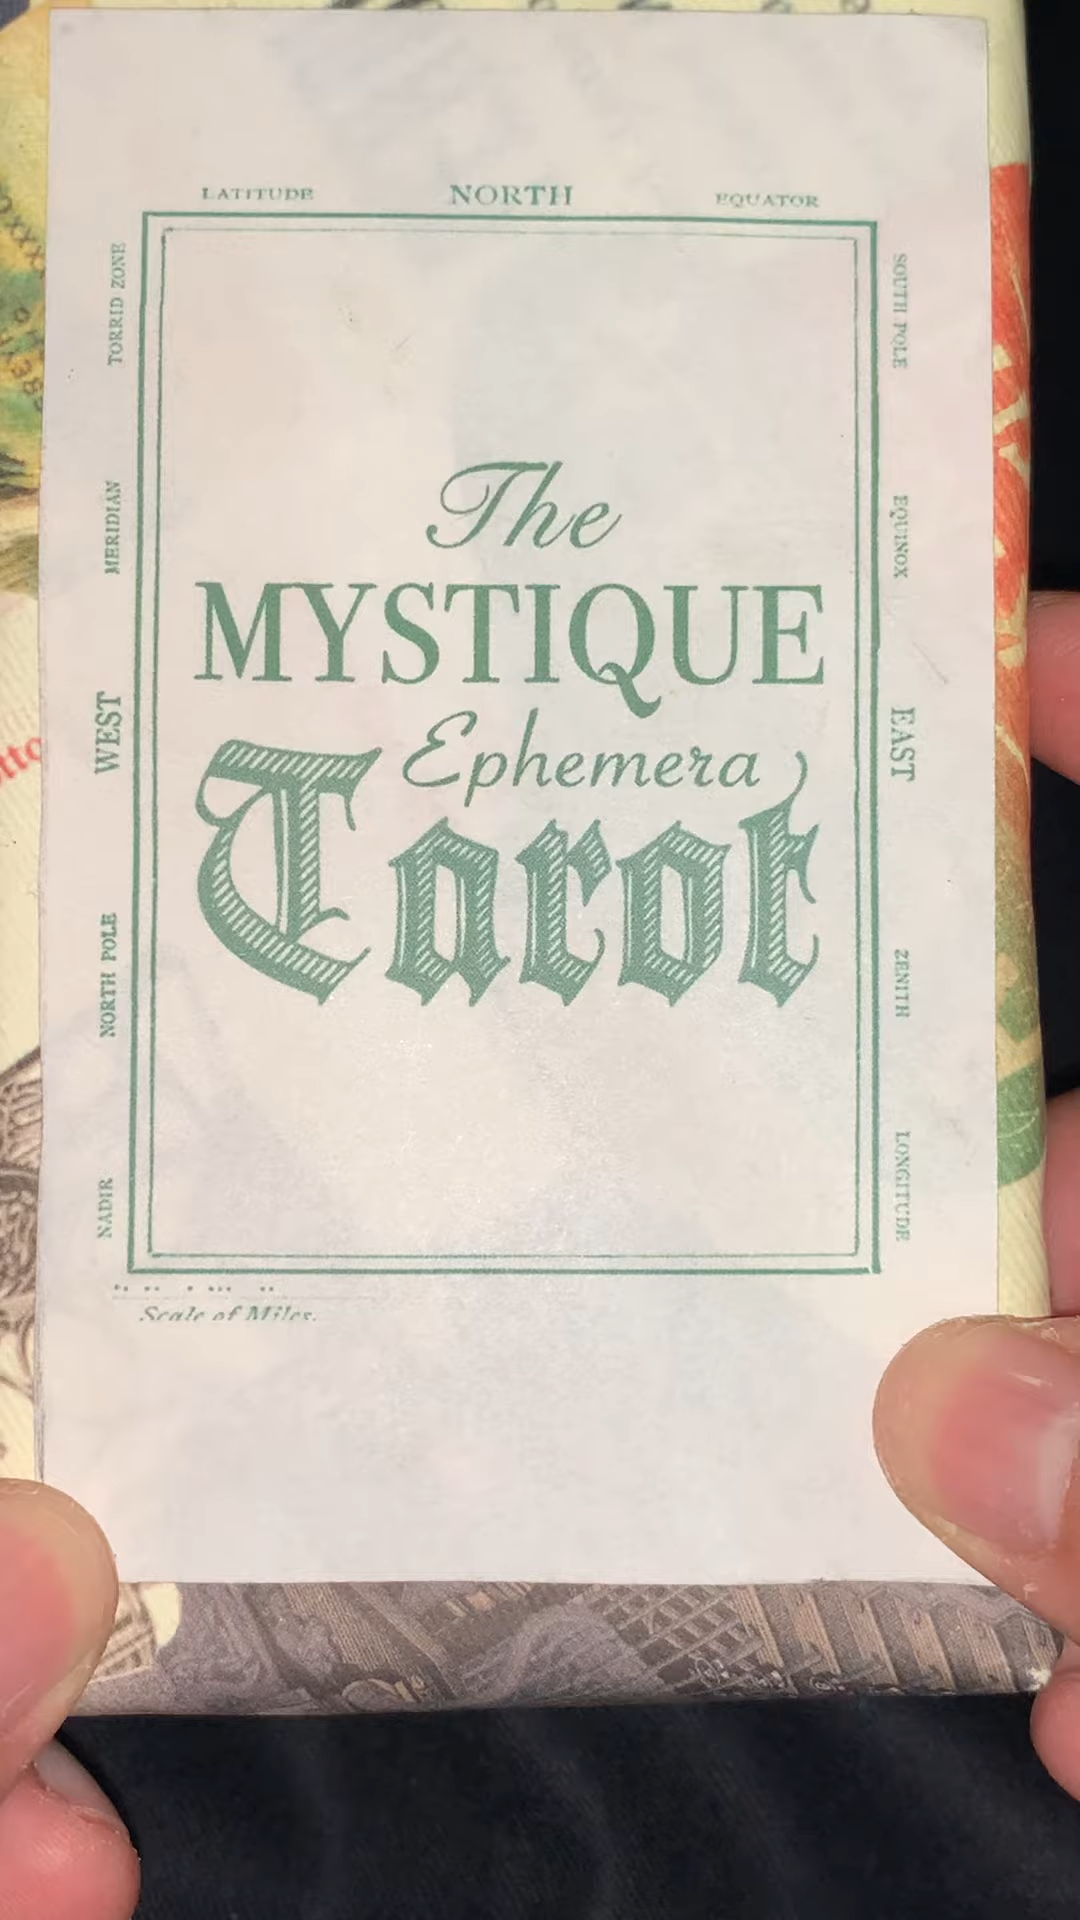 LATITUDE NORTH EQUATOR
TORRID ZONE
MERIDIAN
WEST
NORTH POLE
NADIR
The
MYSTIQUE
Ephemera
Tarot
SOUTH POLE
EQUINOX
EAST
ZENITH
LONGITUDE
Scale of Miles.